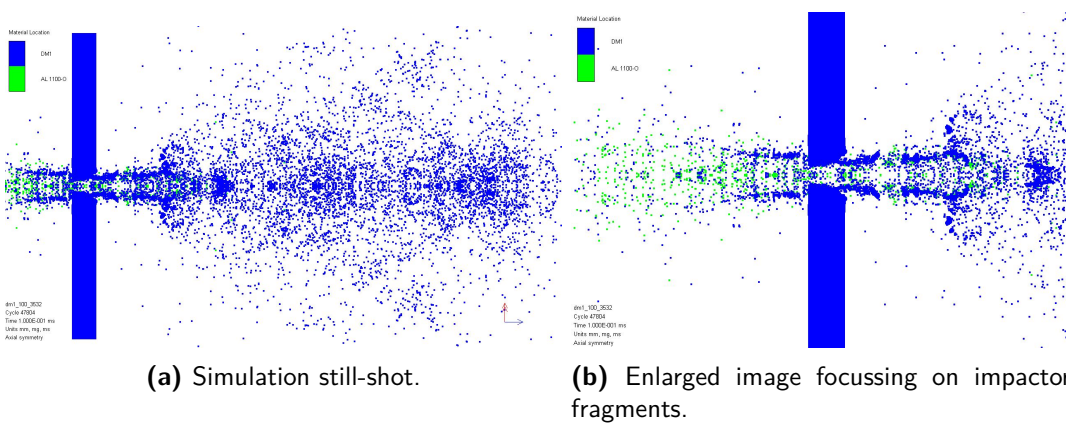 Material Location
DM1
AL 1100-O
dm1_100_3532
Cycle 47804
Time 1.000E-001 ms
Units mm, mg, ms
Axial symmetry
(a) Simulation still-shot.
Material Location
DM1
AL 1100-O
dm1_100_3532
Cycle 47804
Time 1.000E-001 ms
Units mm, mg, ms
Axial symmetry
(b) Enlarged image focussing on impactor
fragments.